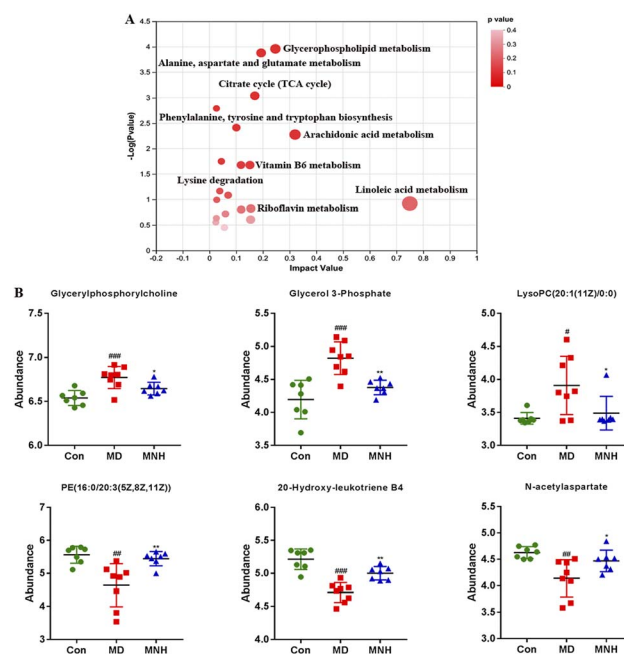 A
p value
0.4
0.3
0.2
0.1
0
4.5
4
3.5
3
2.5
2
1.5
1
0.5
0
-Log(Pvalue)
Glycerophospholipid metabolism
Alanine, aspartate and glutamate metabolism
Citrate cycle (TCA cycle)
Phenylalanine, tyrosine and tryptophan biosynthesis
Arachidonic acid metabolism
Vitamin B6 metabolism
Lysine degradation
Linoleic acid metabolism
Riboflavin metabolism
-0.2 -0.1 0 0.1 0.2 0.3 0.4 0.5 0.6 0.7 0.8 0.9 1
Impact Value
B
Glycerylphosphorylcholine
Abundance
7.5
7.0
6.5
6.0
###
*
Con MD MNH
Glycerol 3-Phosphate
Abundance
5.5
5.0
4.5
4.0
3.5
###
**
Con MD MNH
LysoPC(20:1(11Z)/0:0)
Abundance
5.0
4.5
4.0
3.5
3.0
#
*
Con MD MNH
PE(16:0/20:3(5Z,8Z,11Z))
Abundance
7
6
5
4
3
##
**
Con MD MNH
20-Hydroxy-leukotriene B4
Abundance
6.0
5.5
5.0
4.5
4.0
###
**
Con MD MNH
N-acetylaspartate
Abundance
5.5
5.0
4.5
4.0
3.5
3.0
##
*
Con MD MNH